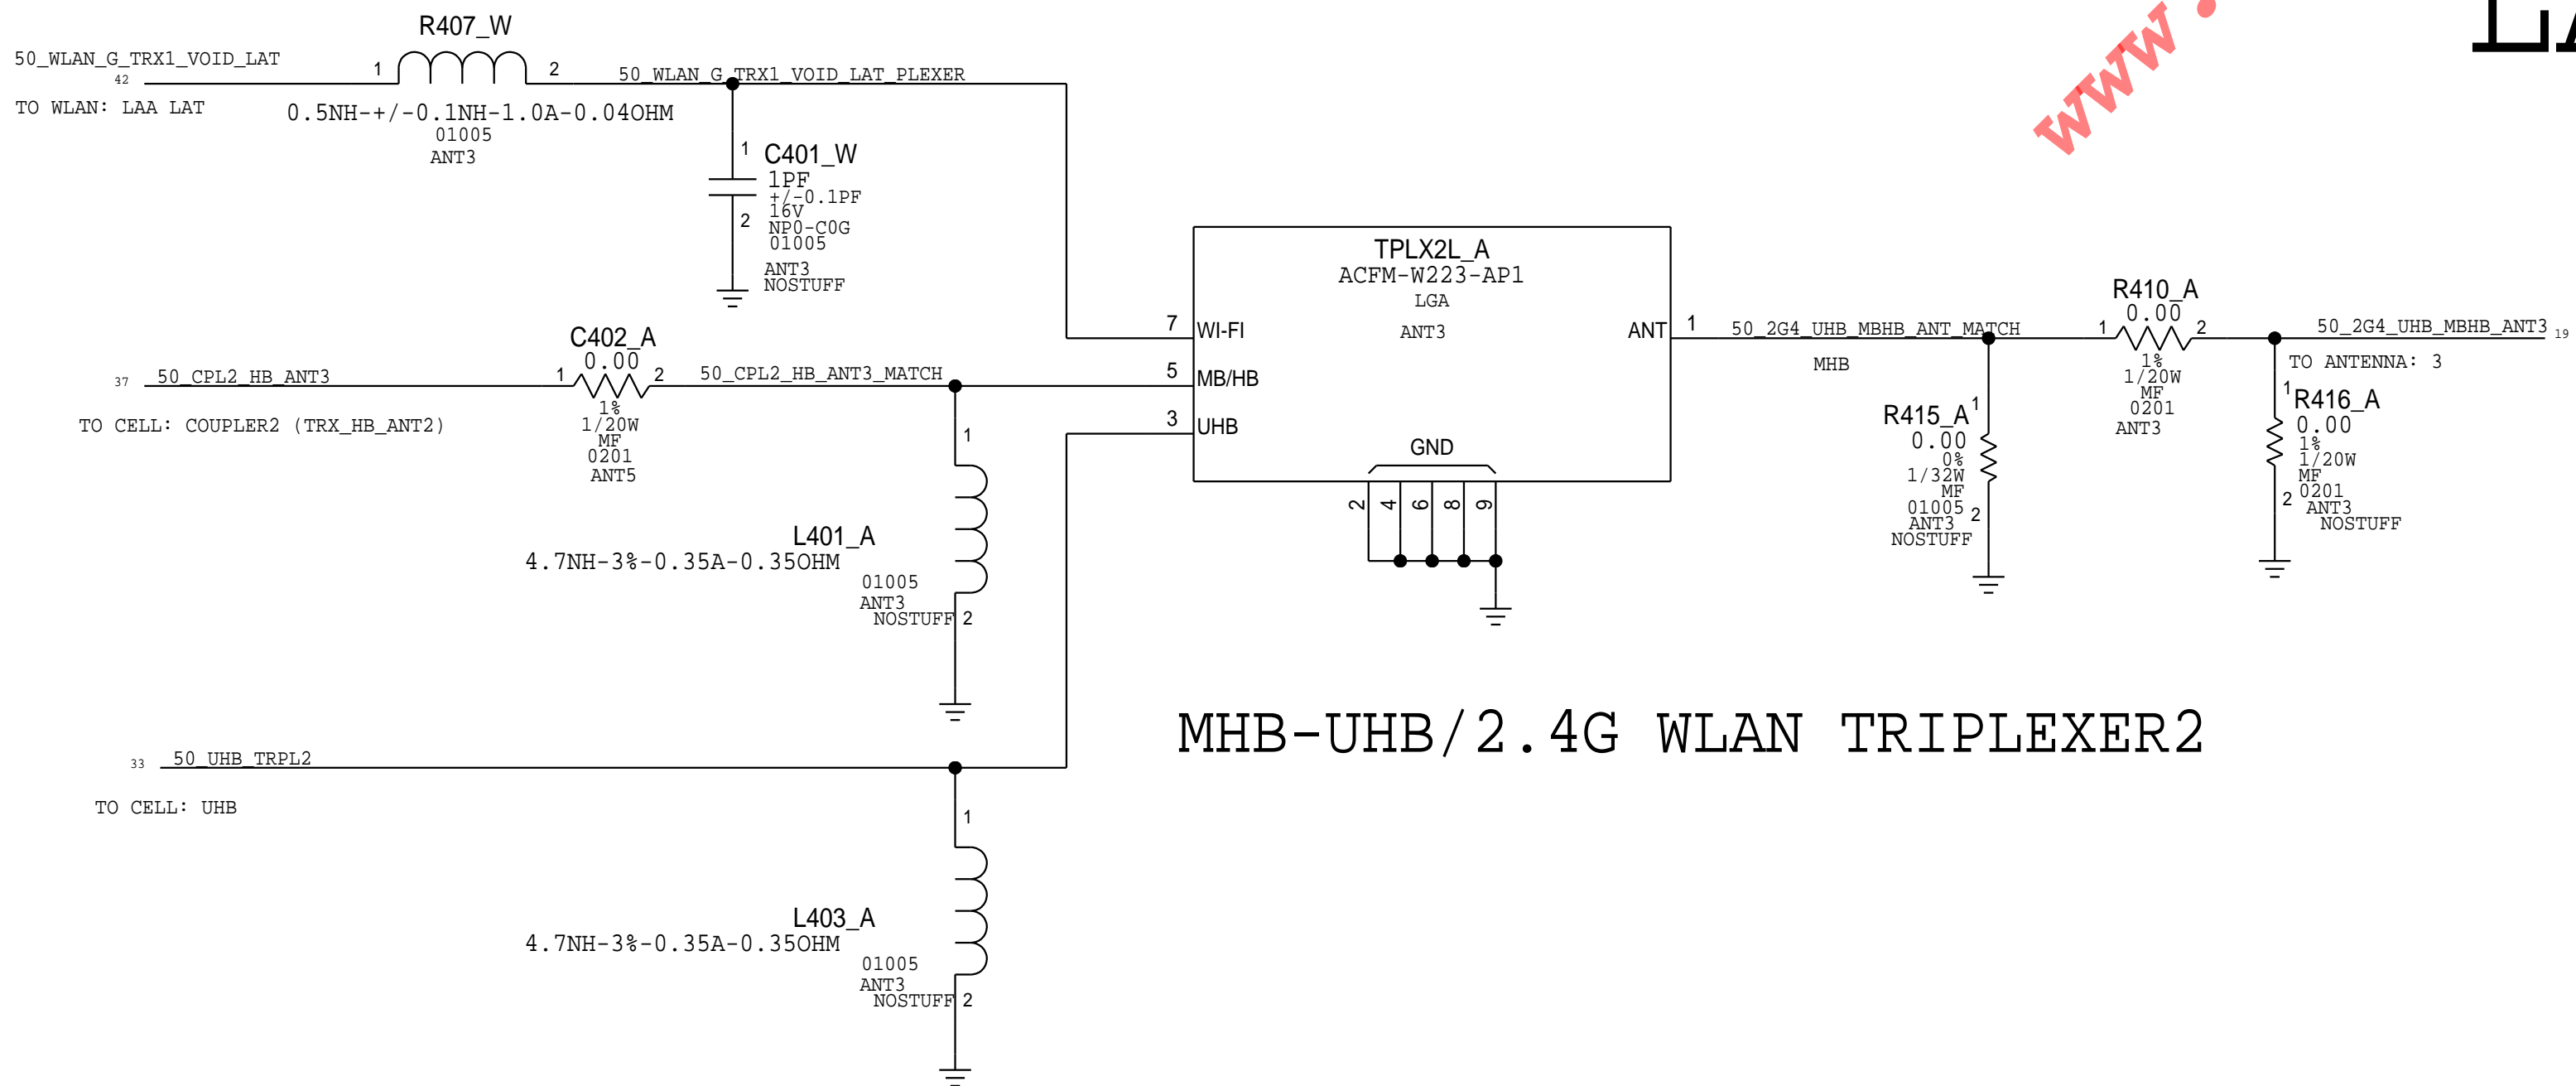 R407_W
50_WLAN_G_TRX1_VOID_LAT
42
1
2
50_WLAN_G_TRX1_VOID_LAT_PLEXER
TO WLAN: LAA LAT
0.5NH-+/-0.1NH-1.0A-0.04OHM
01005
ANT3
1
C401_W
1PF
+/-0.1PF
16V
2
NP0-C0G
01005
ANT3
NOSTUFF
C402_A
0.00
37
50_CPL2_HB_ANT3
1
2
50_CPL2_HB_ANT3_MATCH
1%
1/20W
MF
0201
ANT5
TO CELL: COUPLER2 (TRX_HB_ANT2)
1
L401_A
4.7NH-3%-0.35A-0.35OHM
01005
ANT3
NOSTUFF
2
33
50_UHB_TRPL2
TO CELL: UHB
1
L403_A
4.7NH-3%-0.35A-0.35OHM
01005
ANT3
NOSTUFF
2
TPLX2L_A
ACFM-W223-AP1
LGA
ANT3
7
WI-FI
5
MB/HB
3
UHB
ANT
1
GND
2
4
6
8
9
50_2G4_UHB_MBHB_ANT_MATCH
MHB
R410_A
0.00
1
2
1%
1/20W
MF
0201
ANT3
50_2G4_UHB_MBHB_ANT3
19
TO ANTENNA: 3
1
R415_A
0.00
0%
1/32W
MF
01005
ANT3
NOSTUFF
2
1
R416_A
0.00
1%
1/20W
MF
0201
ANT3
NOSTUFF
2
MHB-UHB/2.4G WLAN TRIPLEXER2
www.